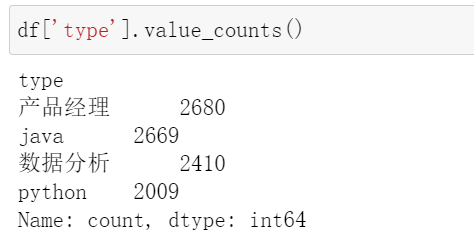 df['type'].value_counts()
type
产品经理 2680
java 2669
数据分析 2410
python 2009
Name: count, dtype: int64